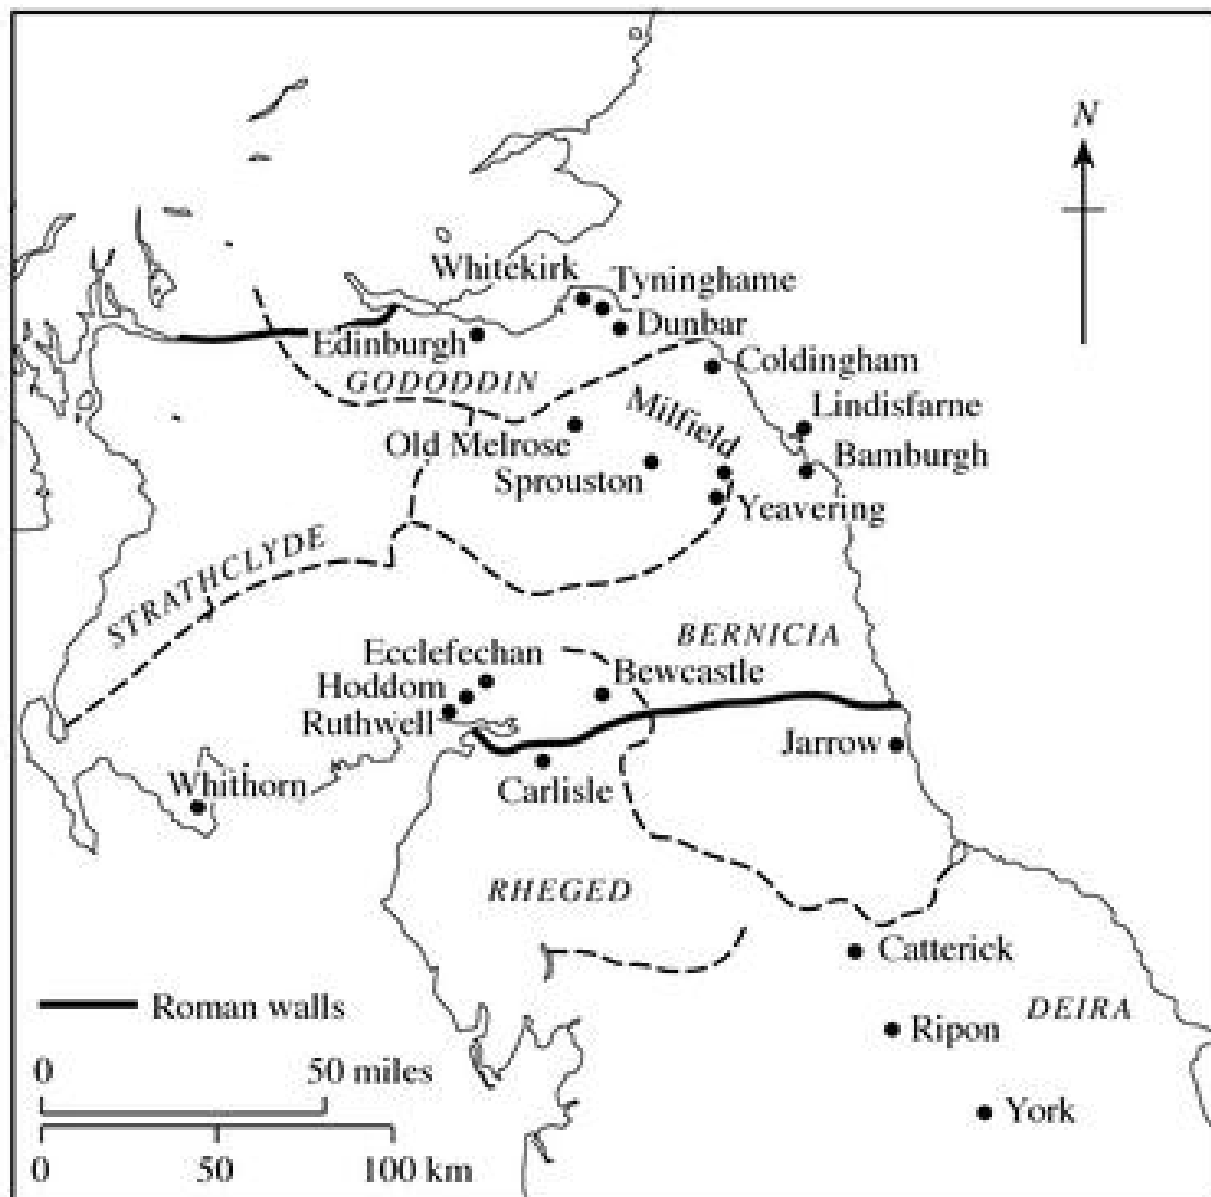 N
Whitekirk
Tyninghame
Dunbar
Edinburgh
GODODDIN
Coldingham
Milfield
Lindisfarne
Old Melrose
Bamburgh
Sprouston
Yeavering
STRATHCLYDE
BERNICIA
Ecclefechan
Bewcastle
Hoddom
Ruthwell
Jarrow
Whithorn
Carlisle
RHEGED
Catterick
Roman walls
DEIRA
Ripon
0 50 miles
York
0 50 100 km